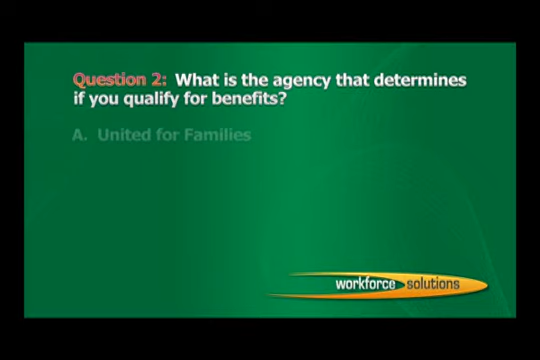 Question 2: What is the agency that determines
if you qualify for benefits?
A. United for Families
workforce solutions